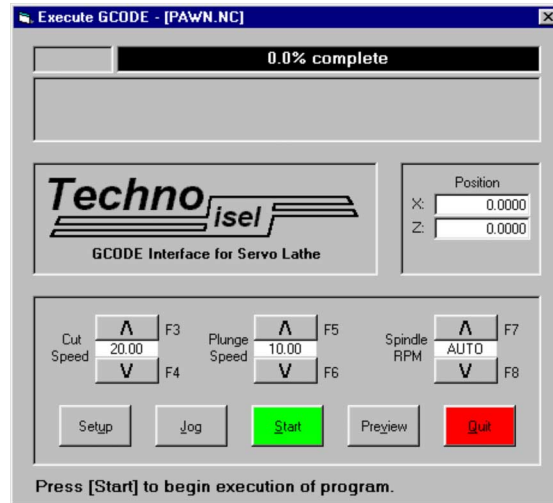 Execute GCODE - [PAWN.NC]
0.0% complete
Techno isel
GCODE Interface for Servo Lathe
Position
X: 0.0000
Z: 0.0000
Cut Speed 20.00 F3 F4
Plunge Speed 10.00 F5 F6
Spindle RPM AUTO F7 F8
Setup Jog Start Preview Quit
Press [Start] to begin execution of program.